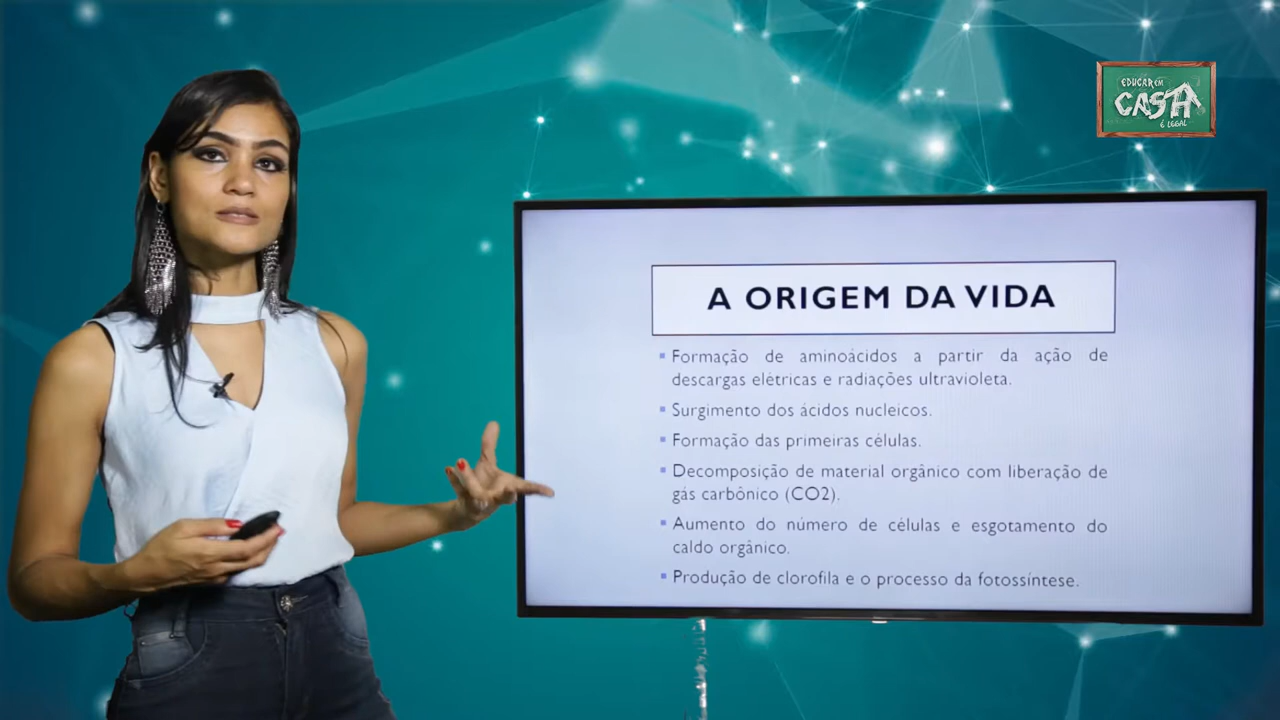 EDUCAR EM
CASA
É LEGAL
A ORIGEM DA VIDA
▪ Formação de aminoácidos a partir da ação de
descargas elétricas e radiações ultravioleta.
▪ Surgimento dos ácidos nucleicos.
▪ Formação das primeiras células.
▪ Decomposição de material orgânico com liberação de
gás carbônico (CO2).
▪ Aumento do número de células e esgotamento do
caldo orgânico.
▪ Produção de clorofila e o processo da fotossíntese.